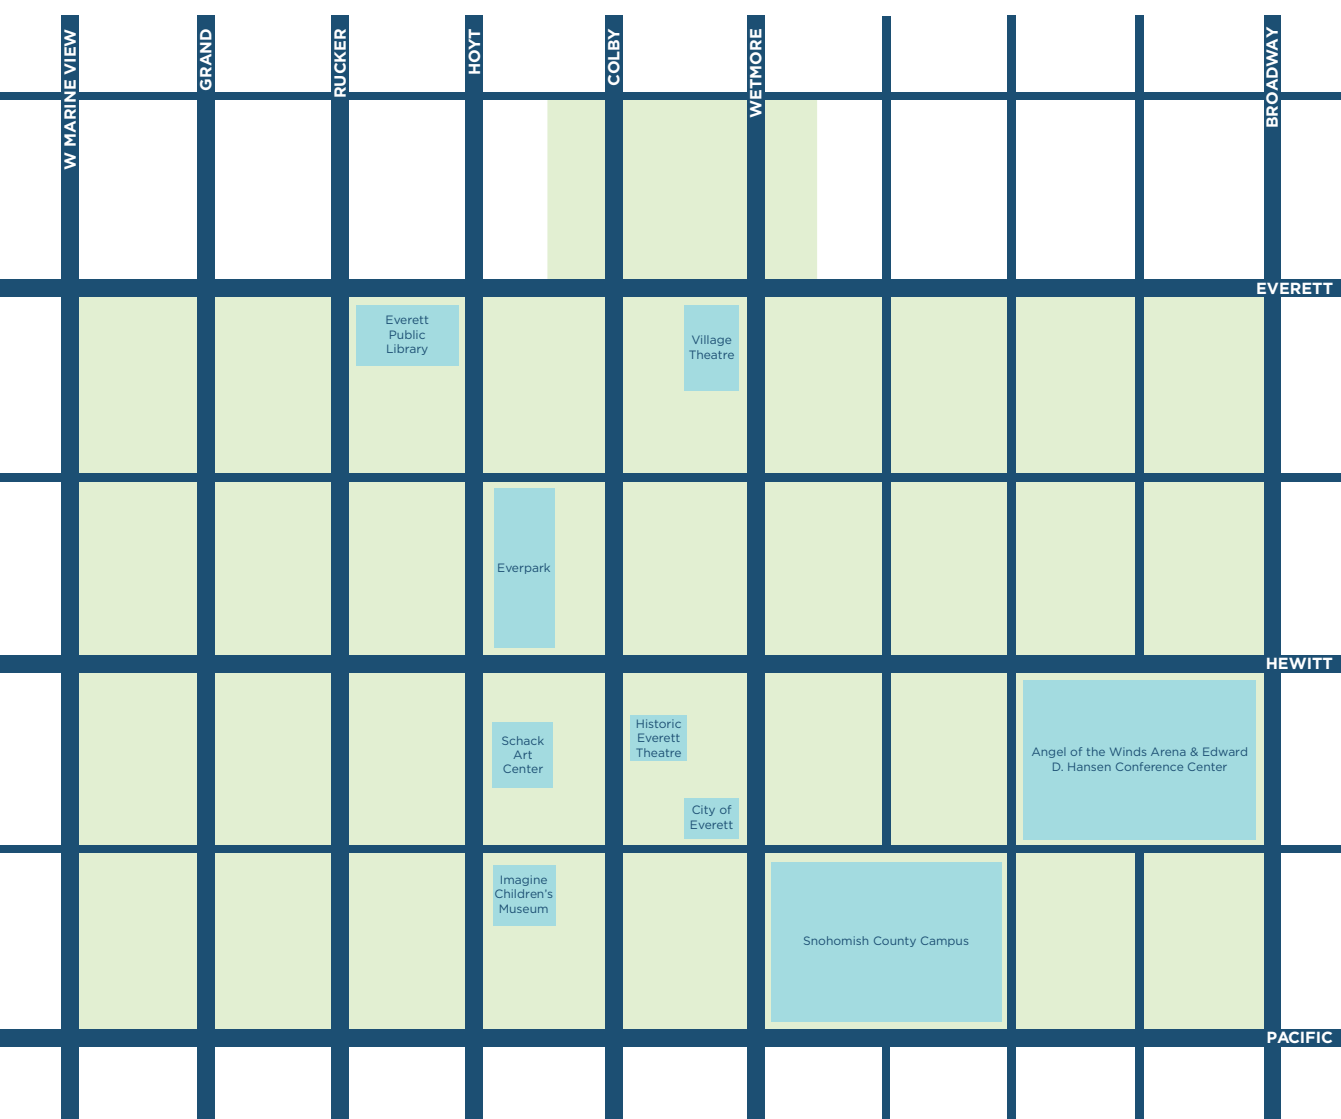 W MARINE VIEW
GRAND
RUCKER
HOYT
COLBY
WETMORE
BROADWAY
EVERETT
Everett
Public
Library
Village
Theatre
Everpark
HEWITT
Schack
Art
Center
Historic
Everett
Theatre
City of
Everett
Angel of the Winds Arena & Edward
D. Hansen Conference Center
Imagine
Children's
Museum
Snohomish County Campus
PACIFIC